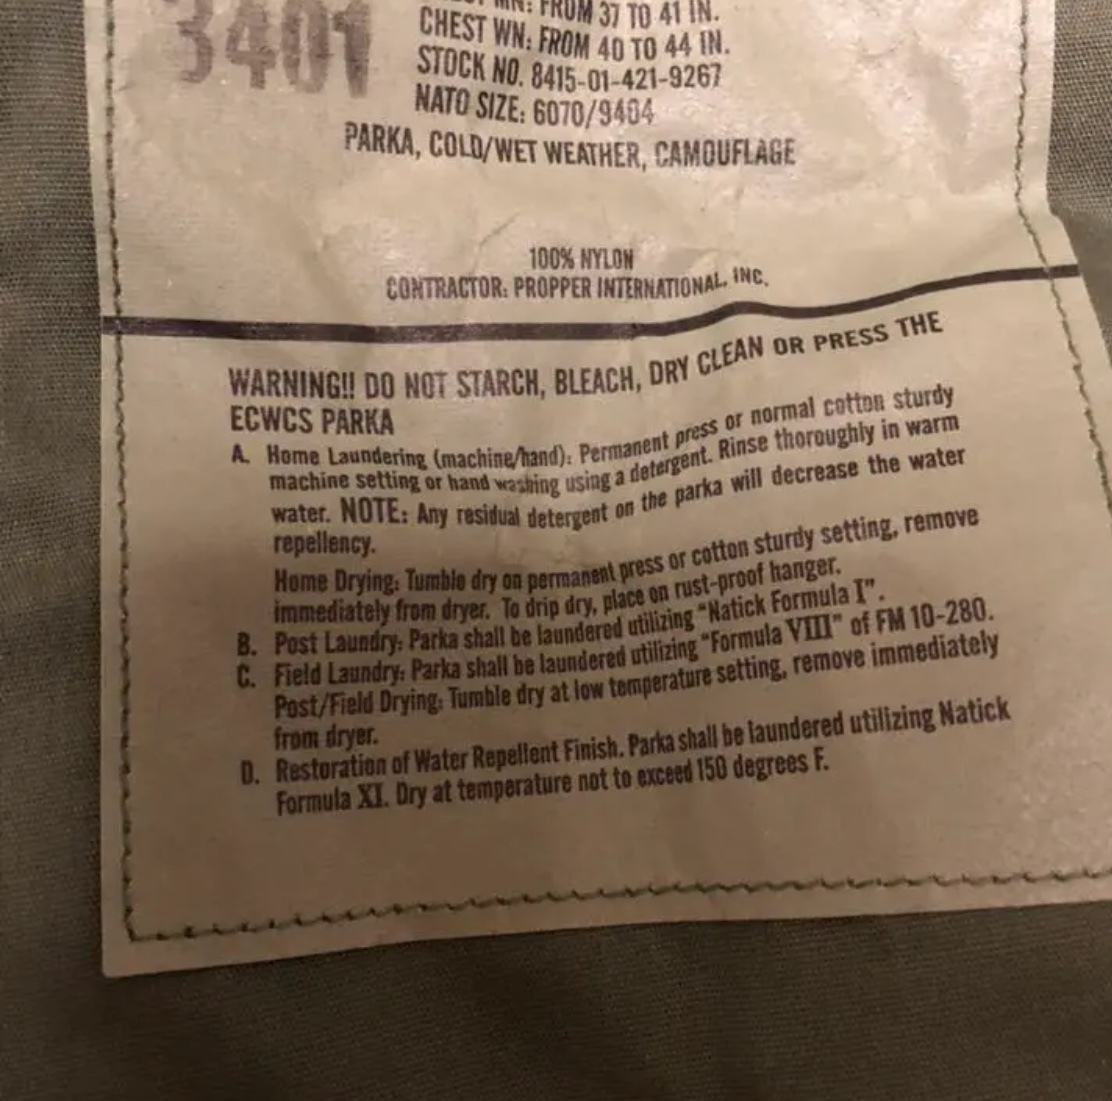 3401
MN: FROM 37 TO 41 IN.
CHEST WN: FROM 40 TO 44 IN.
STOCK NO. 8415-01-421-9267
NATO SIZE: 6070/9404
PARKA, COLD/WET WEATHER, CAMOUFLAGE
100% NYLON
CONTRACTOR: PROPPER INTERNATIONAL, INC.
WARNING!! DO NOT STARCH, BLEACH, DRY CLEAN OR PRESS THE
ECWCS PARKA
A. Home Laundering (machine/hand): Permanent press or normal cotton sturdy
machine setting or hand washing using a detergent. Rinse thoroughly in warm
water. NOTE: Any residual detergent on the parka will decrease the water
repellency.
Home Drying: Tumble dry on permanent press or cotton sturdy setting, remove
immediately from dryer. To drip dry, place on rust-proof hanger.
B. Post Laundry: Parka shall be laundered utilizing "Natick Formula I".
C. Field Laundry: Parka shall be laundered utilizing "Formula VIII" of FM 10-280.
Post/Field Drying: Tumble dry at low temperature setting, remove immediately
from dryer.
D. Restoration of Water Repellent Finish. Parka shall be laundered utilizing Natick
Formula XI. Dry at temperature not to exceed 150 degrees F.